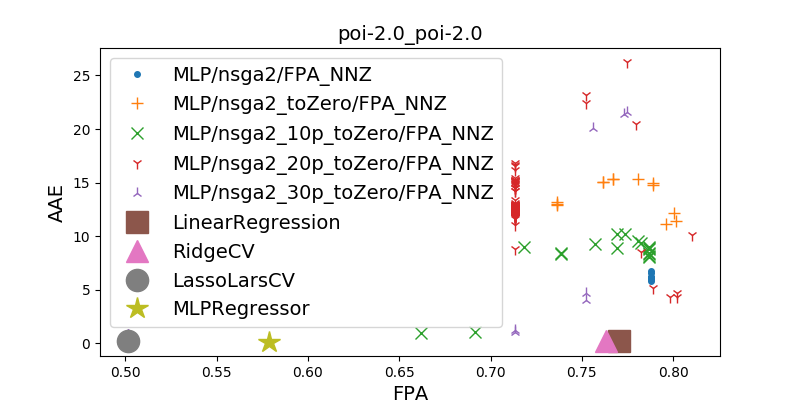 poi-2.0_poi-2.0
AAE
25
20
15
10
5
0
MLP/nsga2/FPA_NNZ
MLP/nsga2_toZero/FPA_NNZ
MLP/nsga2_10p_toZero/FPA_NNZ
MLP/nsga2_20p_toZero/FPA_NNZ
MLP/nsga2_30p_toZero/FPA_NNZ
LinearRegression
RidgeCV
LassoLarsCV
MLPRegressor
0.50 0.55 0.60 0.65 0.70 0.75 0.80
FPA